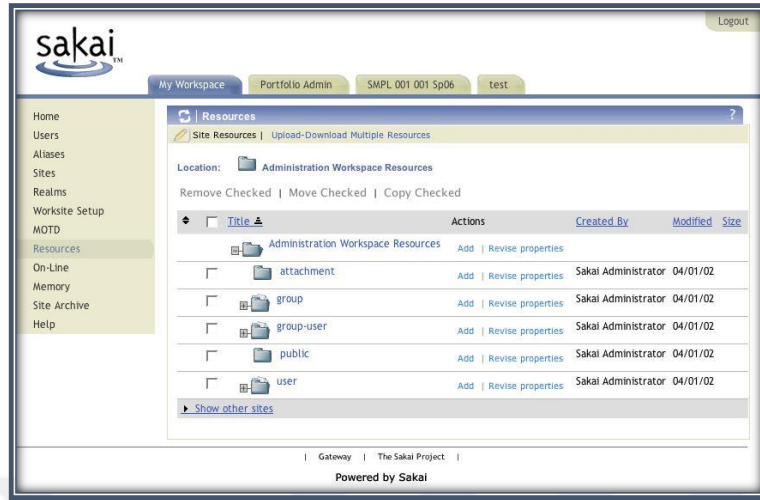 Logout
sakai TM
My Workspace Portfolio Admin SMPL 001 001 Sp06 test
Home
Users
Aliases
Sites
Realms
Worksite Setup
MOTD
Resources
On-Line
Memory
Site Archive
Help
Resources ?
Site Resources | Upload-Download Multiple Resources
Location: Administration Workspace Resources
Remove Checked | Move Checked | Copy Checked
Title Actions Created By Modified Size
Administration Workspace Resources Add | Revise properties
attachment Add | Revise properties Sakai Administrator 04/01/02
group Add | Revise properties Sakai Administrator 04/01/02
group-user Add | Revise properties Sakai Administrator 04/01/02
public Add | Revise properties Sakai Administrator 04/01/02
user Add | Revise properties Sakai Administrator 04/01/02
Show other sites
| Gateway | The Sakai Project |
Powered by Sakai